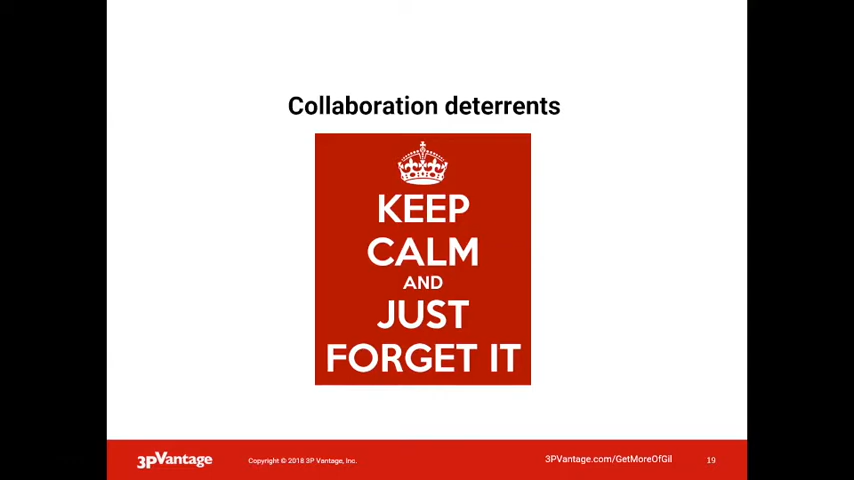 Collaboration deterrents
KEEP
CALM
AND
JUST
FORGET IT
3PVantage
Copyright © 2018 3P Vantage, Inc.
3PVantage.com/GetMoreOfGil
19